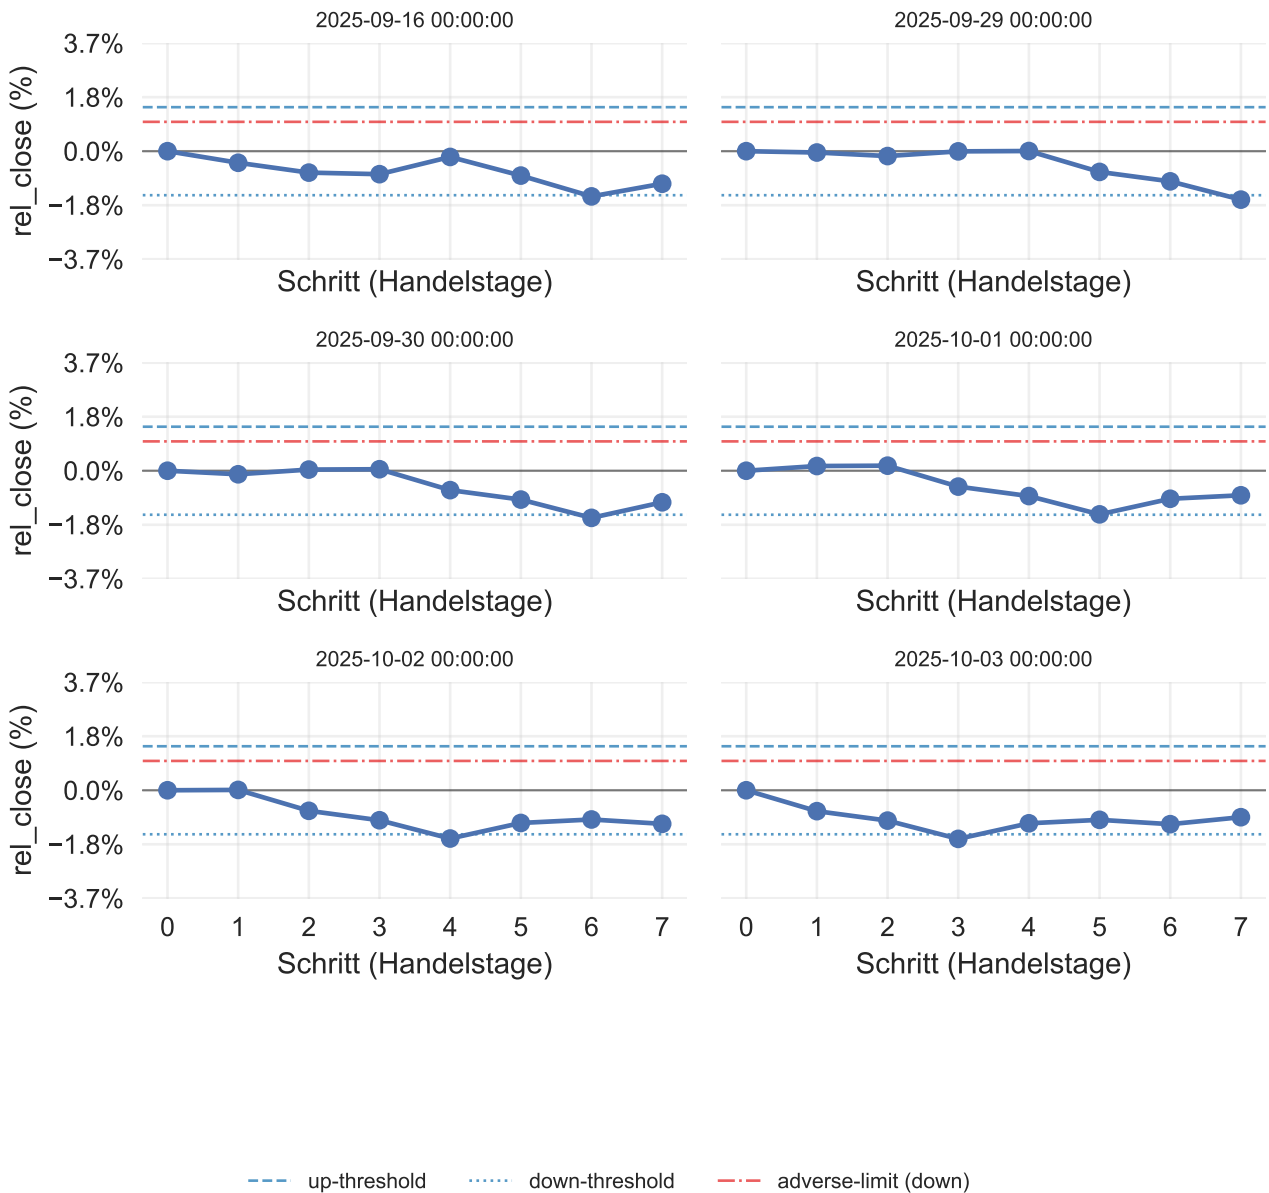 2025-09-16 00:00:00
2025-09-29 00:00:00
3.7%
1.8%
0.0%
−1.8%
−3.7%
rel_close (%)
Schritt (Handelstage)
Schritt (Handelstage)
2025-09-30 00:00:00
2025-10-01 00:00:00
3.7%
1.8%
0.0%
−1.8%
−3.7%
rel_close (%)
Schritt (Handelstage)
Schritt (Handelstage)
2025-10-02 00:00:00
2025-10-03 00:00:00
3.7%
1.8%
0.0%
−1.8%
−3.7%
rel_close (%)
0 1 2 3 4 5 6 7
0 1 2 3 4 5 6 7
Schritt (Handelstage)
Schritt (Handelstage)
up-threshold
down-threshold
adverse-limit (down)